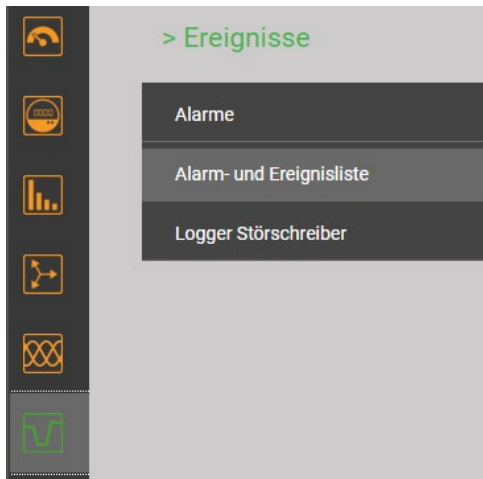 > Ereignisse
Alarme
Alarm- und Ereignisliste
Logger Störschreiber